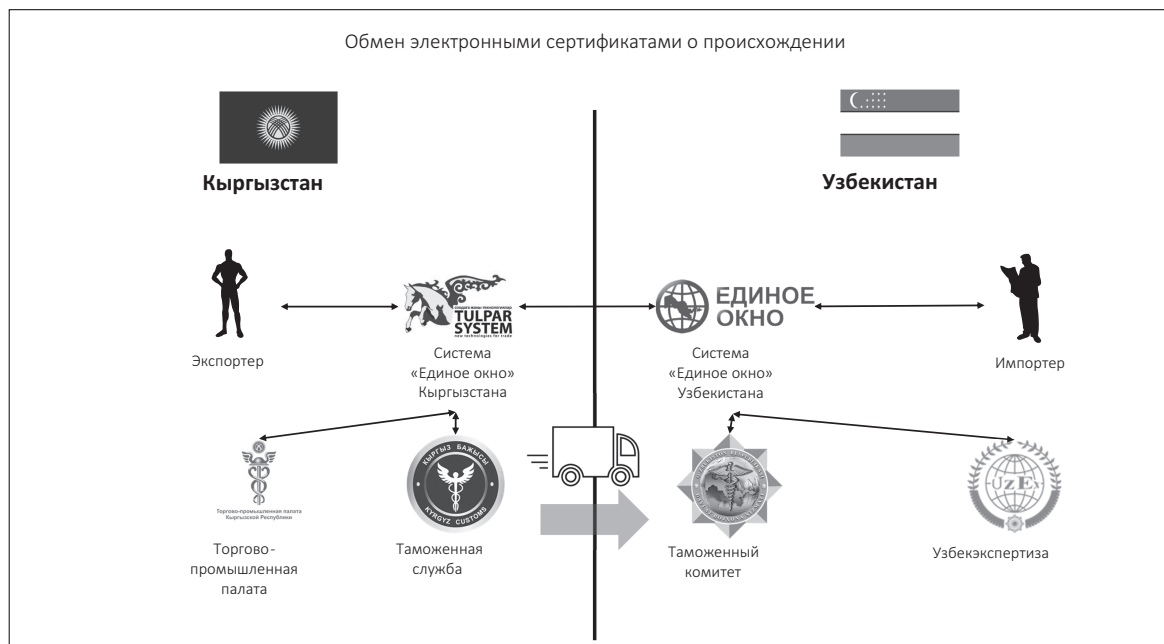 Обмен электронными сертификатами о происхождении
Кыргызстан
Узбекистан
TULPAR
SYSTEM
new technologies for trade
ЕДИНОЕ
ОКНО
Экспортер
Система
«Единое окно»
Кыргызстана
Система
«Единое окно»
Узбекистана
Импортер
КЫРГЫЗ БАЖЫСЫ
KYRGYZ CUSTOMS
UzEx
Торгово-промышленная палата
Кыргызской Республики
Торгово-
промышленная
палата
Таможенная
служба
Таможенный
комитет
Узбекэкспертиза